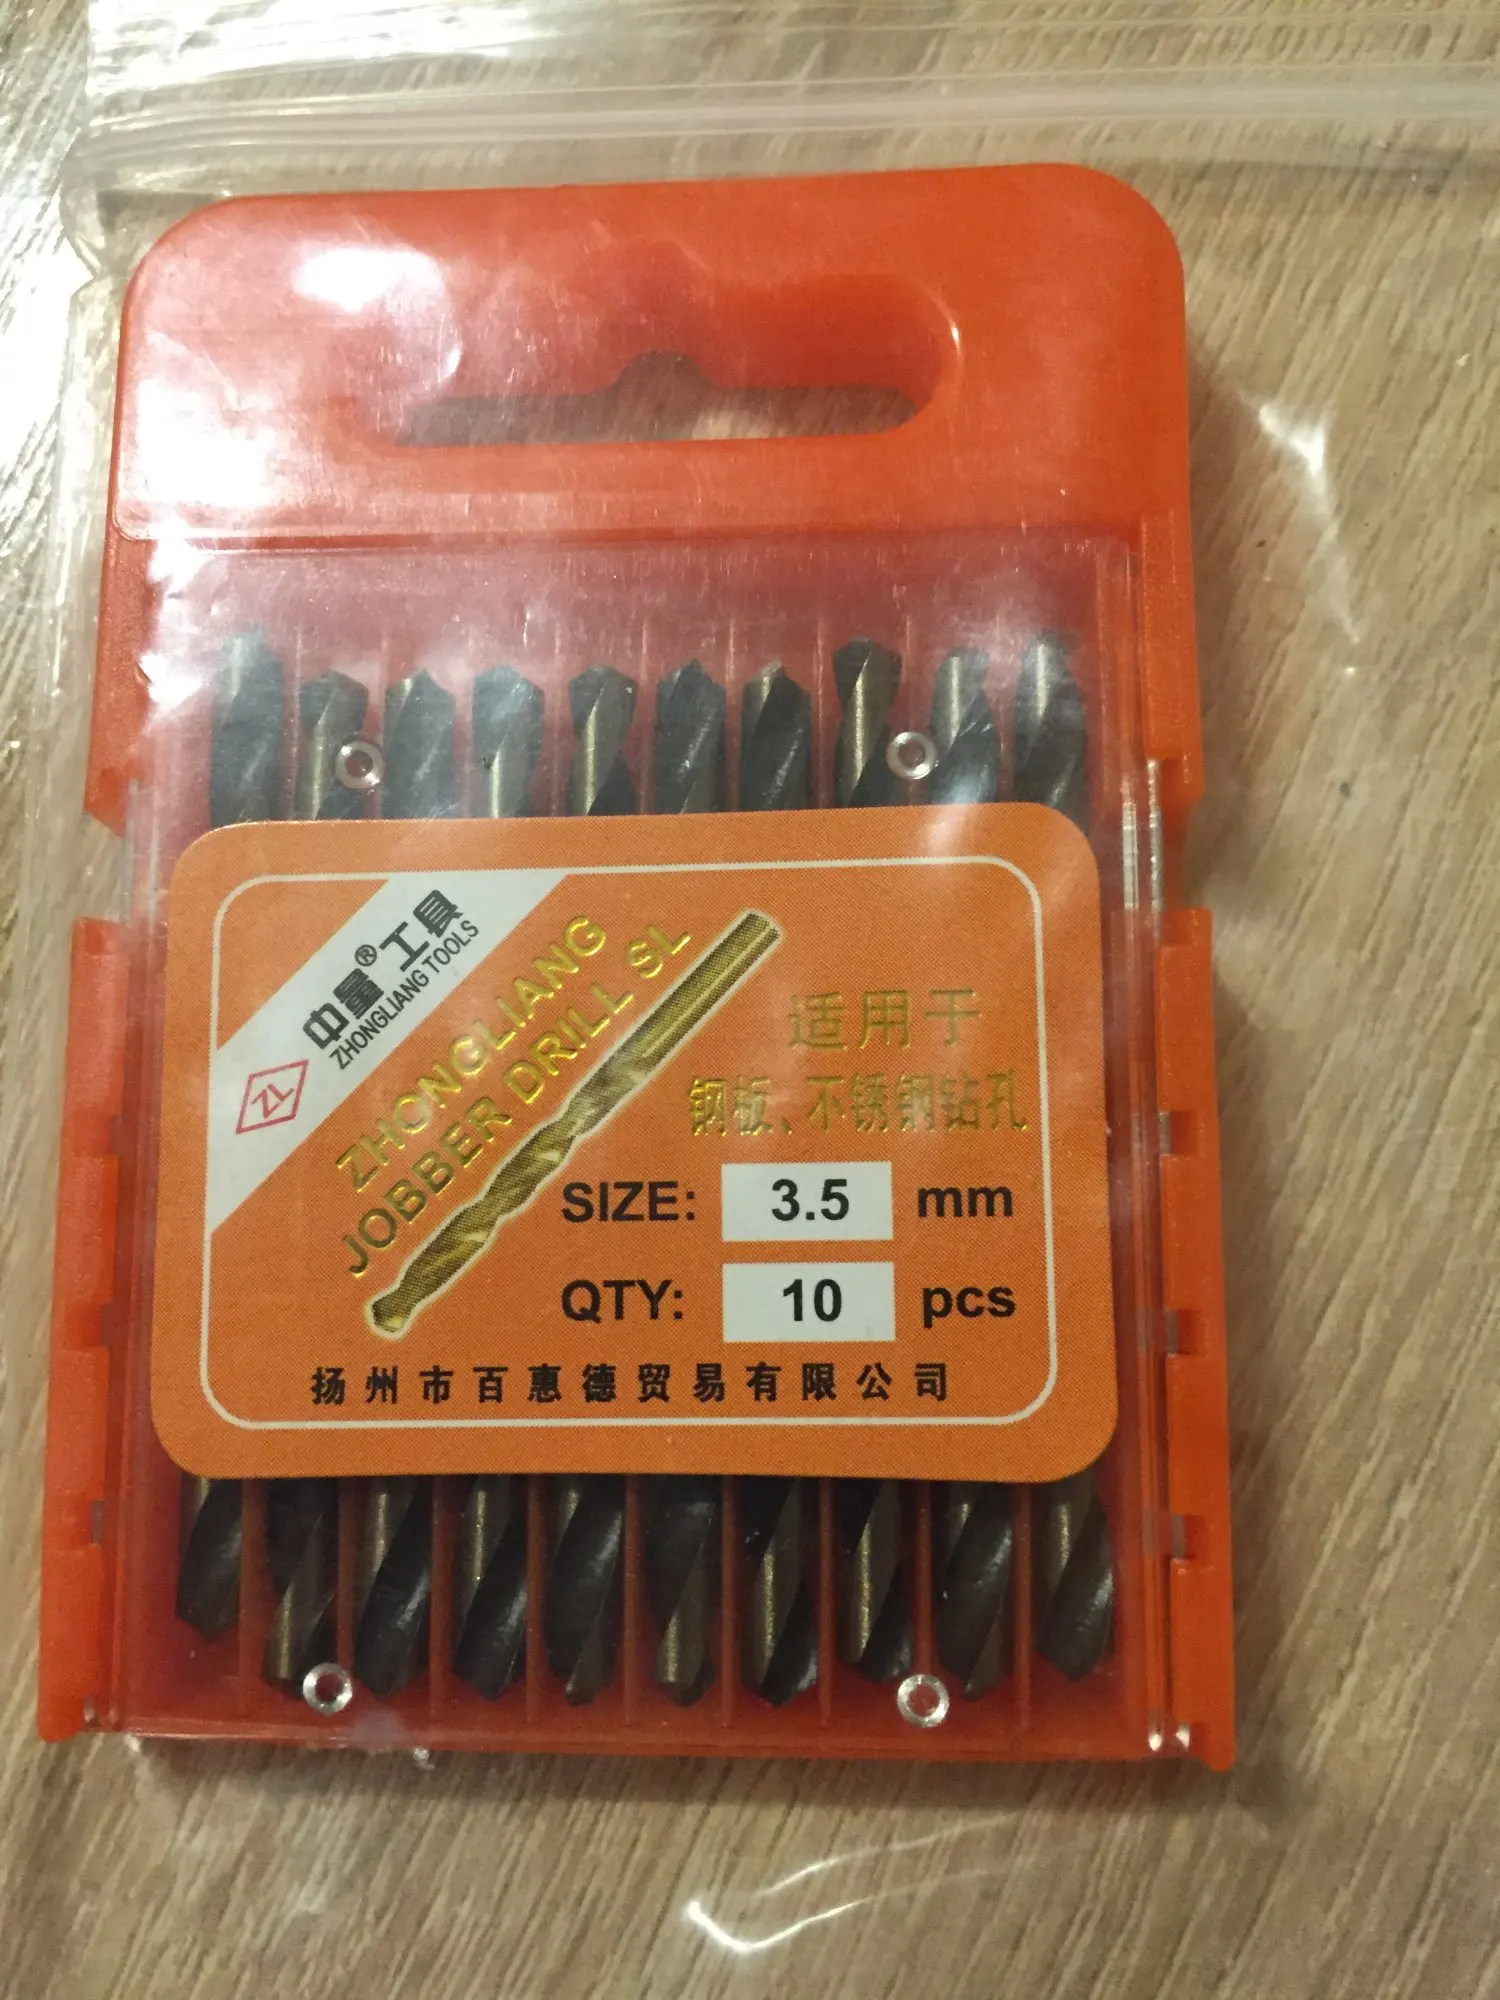 中量®工具
ZHONGLIANG TOOLS
ZL
ZHONGLIANG
JOBBER DRILL SL
适用于
钢板、不锈钢钻孔
SIZE: 3.5 mm
QTY: 10 pcs
扬州市百惠德贸易有限公司